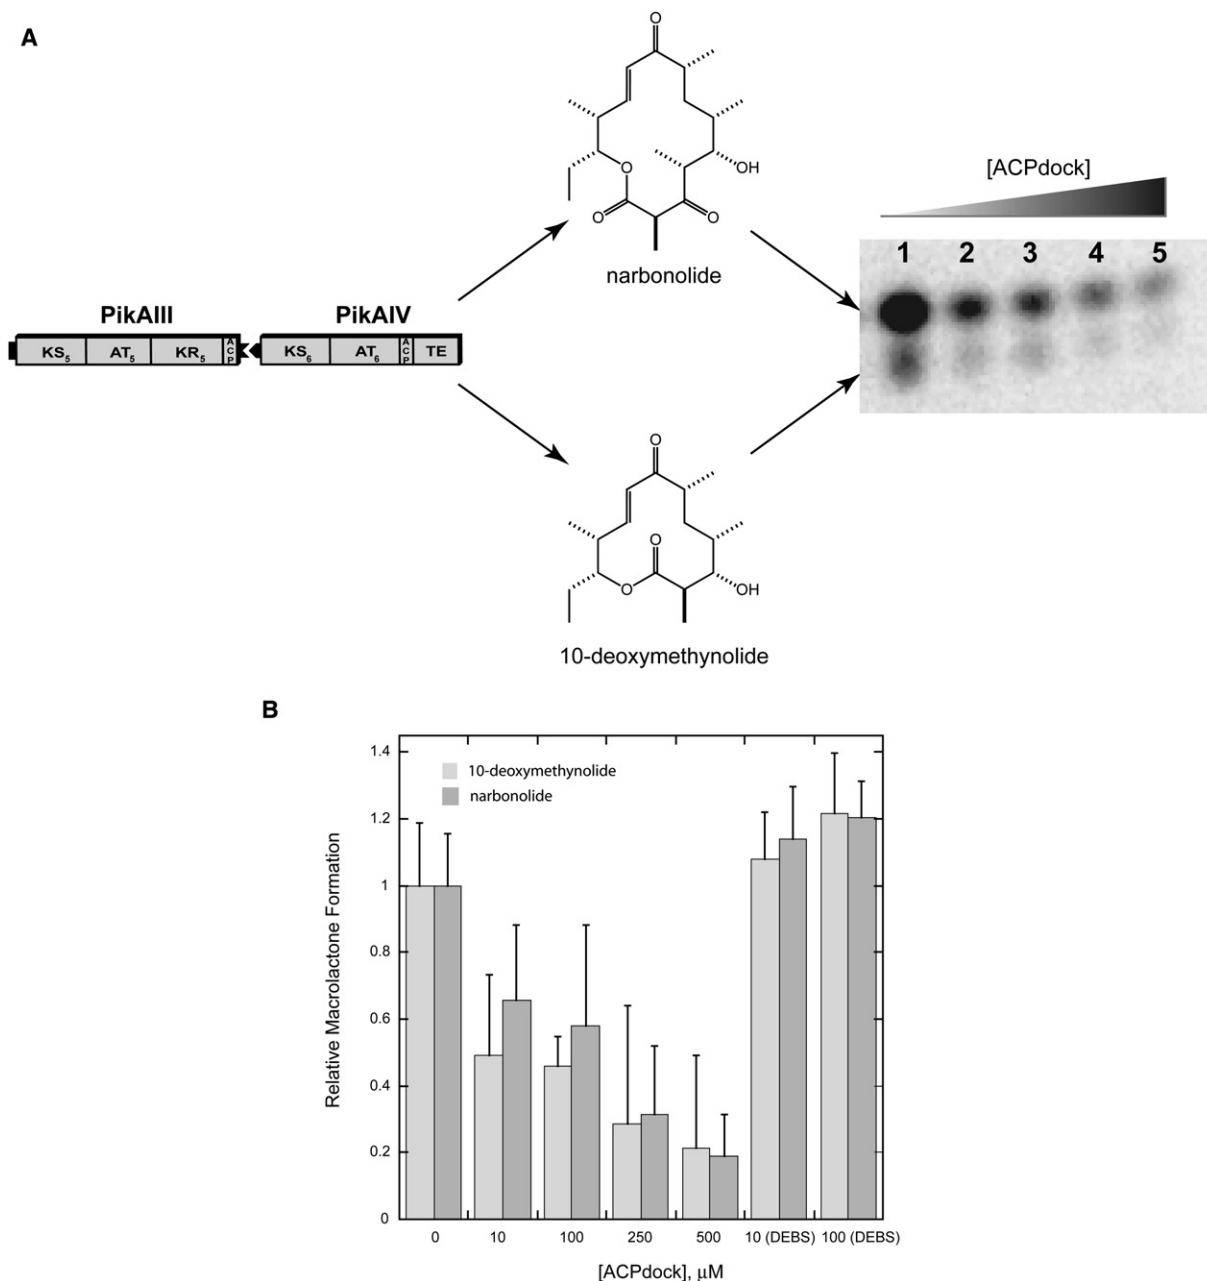 A
O
OH
O
O
O
narbonolide
[ACPdock]
1 2 3 4 5
PikAIII PikAIV
KS5 AT5 KR5 ACP KS6 AT6 ACP TE
O
O
O
OH
10-deoxymethynolide
B
Relative Macrolactone Formation
1.4
1.2
1
0.8
0.6
0.4
0.2
0
10-deoxymethynolide
narbonolide
0 10 100 250 500 10 (DEBS) 100 (DEBS)
[ACPdock], μM